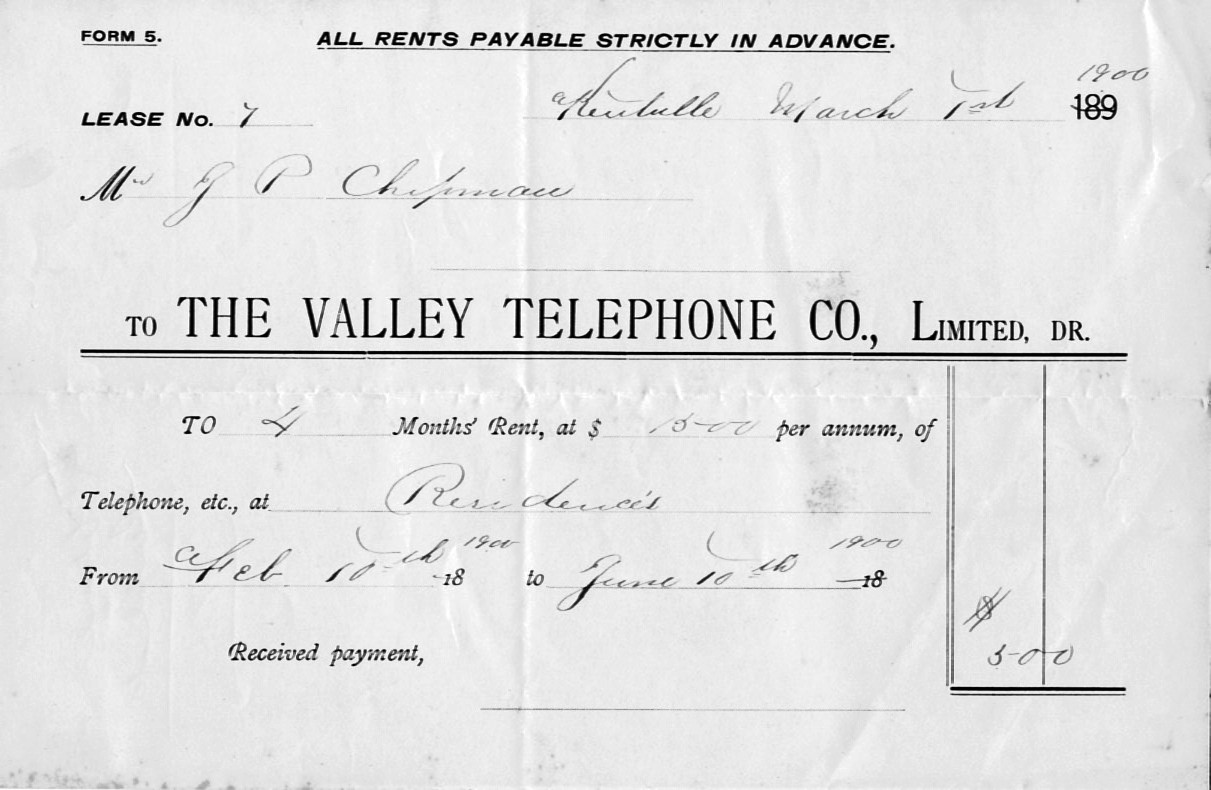 FORM 5. ALL RENTS PAYABLE STRICTLY IN ADVANCE.
1900
LEASE No. 7 Kentville March 1st 189
Mr J P Chipman
TO THE VALLEY TELEPHONE CO., LIMITED, DR.
TO 4 Months' Rent, at $ 15 00 per annum, of
Telephone, etc., at Residence
From Feb 10th 1900 18 to June 10th 1900 18
$
Received payment, 5 00